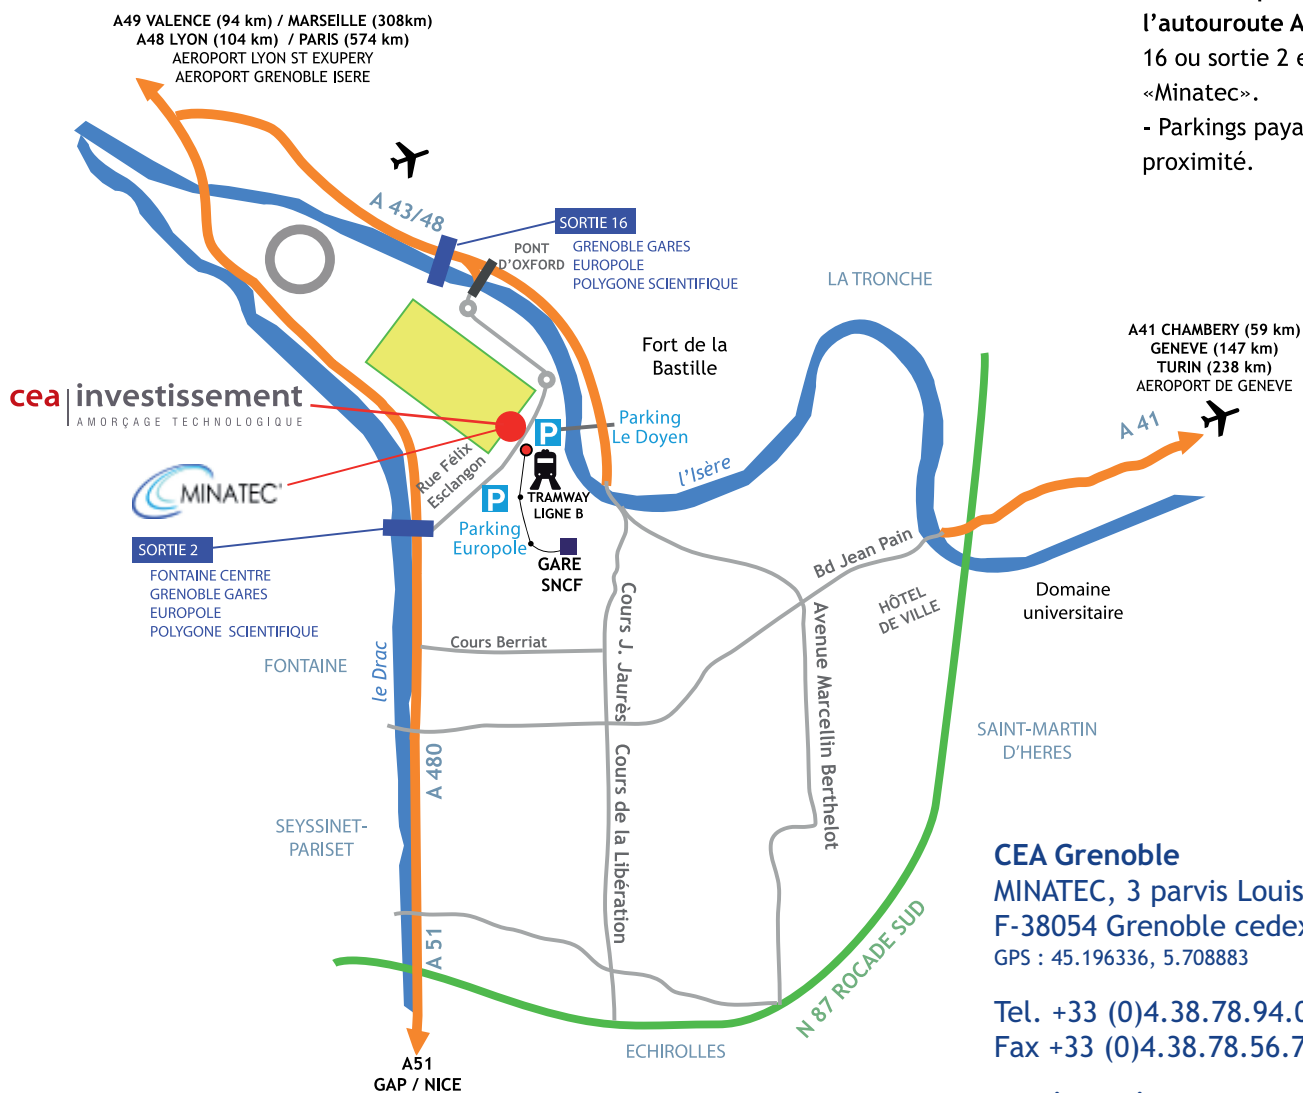 A49 VALENCE (94 km) / MARSEILLE (308km)
A48 LYON (104 km) / PARIS (574 km)
AEROPORT LYON ST EXUPERY
AEROPORT GRENOBLE ISERE
l’autouroute A
16 ou sortie 2 e
«Minatec».
- Parkings paya
proximité.
A 43/48
SORTIE 16
GRENOBLE GARES
EUROPOLE
POLYGONE SCIENTIFIQUE
PONT
D’OXFORD
LA TRONCHE
Fort de la
Bastille
A41 CHAMBERY (59 km)
GENEVE (147 km)
TURIN (238 km)
AEROPORT DE GENEVE
A 41
cea investissement
AMORÇAGE TECHNOLOGIQUE
P
Parking
Le Doyen
l’Isère
MINATEC
Rue Félix
Esclangon
TRAMWAY
LIGNE B
P
Parking
Europole
GARE
SNCF
SORTIE 2
FONTAINE CENTRE
GRENOBLE GARES
EUROPOLE
POLYGONE SCIENTIFIQUE
Bd Jean Pain
HÔTEL
DE VILLE
Domaine
universitaire
FONTAINE
le Drac
Cours Berriat
Cours J. Jaurès
Cours de la Libération
Avenue Marcellin Berthelot
SAINT-MARTIN
D’HERES
A 480
SEYSSINET-
PARISET
A 51
N 87 ROCADE SUD
ECHIROLLES
A51
GAP / NICE
CEA Grenoble
MINATEC, 3 parvis Louis
F-38054 Grenoble cedex
GPS : 45.196336, 5.708883
Tel. +33 (0)4.38.78.94.0
Fax +33 (0)4.38.78.56.7